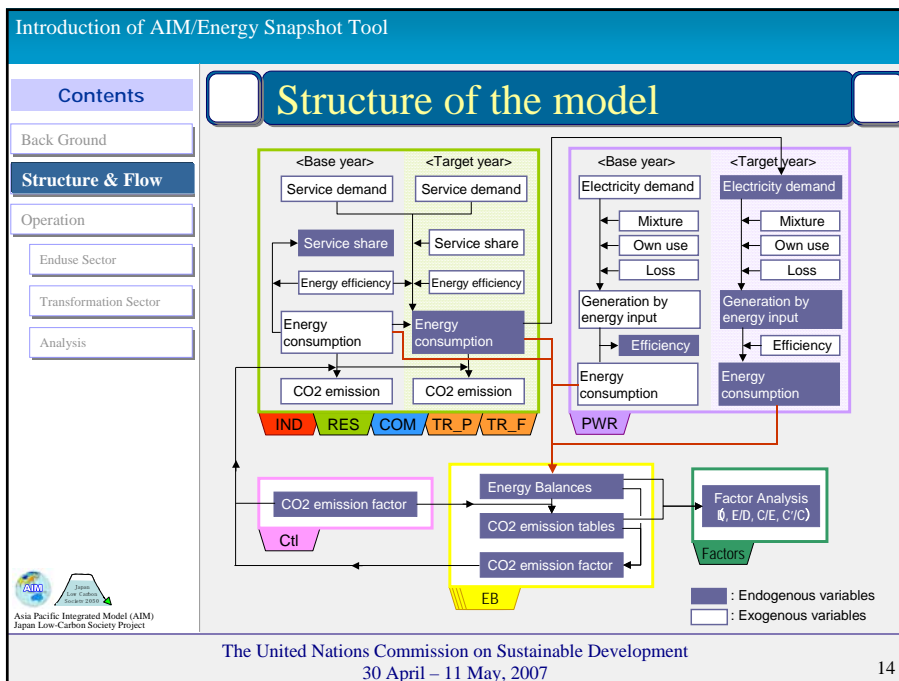 Introduction of AIM/Energy Snapshot Tool
Contents
Back Ground
Structure & Flow
Operation
Enduse Sector
Transformation Sector
Analysis
Structure of the model
<Base year>
<Target year>
Service demand
Service demand
Service share
Service share
Energy efficiency
Energy efficiency
Energy
consumption
Energy
consumption
CO2 emission
CO2 emission
IND
RES
COM
TR_P
TR_F
<Base year>
<Target year>
Electricity demand
Electricity demand
Mixture
Mixture
Own use
Own use
Loss
Loss
Generation by
energy input
Generation by
energy input
Efficiency
Efficiency
Energy
consumption
Energy
consumption
PWR
CO2 emission factor
Ctl
Energy Balances
CO2 emission tables
CO2 emission factor
EB
Factor Analysis
E/D, C/E, C'/C)
Factors
: Endogenous variables
: Exogenous variables
AIM
Japan
Low Carbon
Society 2050
Asia Pacific Integrated Model (AIM)
Japan Low-Carbon Society Project
The United Nations Commission on Sustainable Development
30 April – 11 May, 2007
14